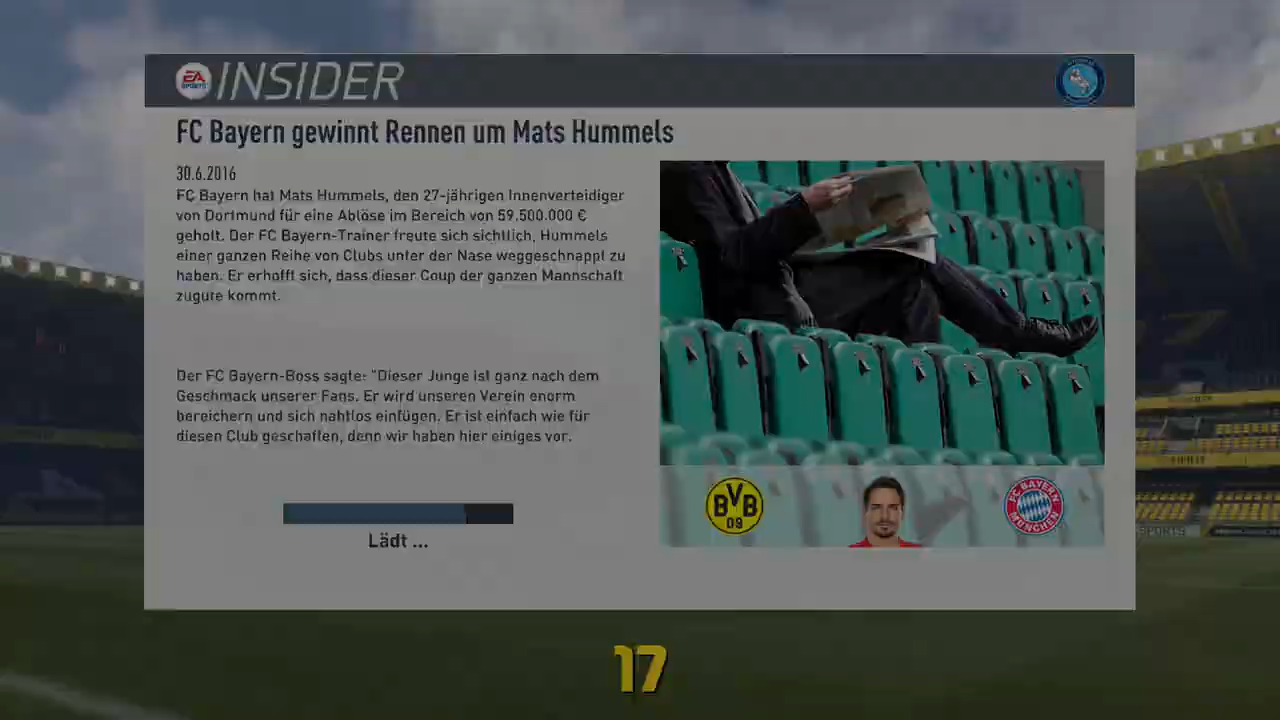 EA SPORTS INSIDER
FC Bayern gewinnt Rennen um Mats Hummels
30.6.2016
FC Bayern hat Mats Hummels, den 27-jährigen Innenverteidiger
von Dortmund für eine Ablöse im Bereich von 59.500.000 €
geholt. Der FC Bayern-Trainer freute sich sichtlich, Hummels
einer ganzen Reihe von Clubs unter der Nase weggeschnappt zu
haben. Er erhofft sich, dass dieser Coup der ganzen Mannschaft
zugute kommt.
Der FC Bayern-Boss sagte: "Dieser Junge ist ganz nach dem
Geschmack unserer Fans. Er wird unseren Verein enorm
bereichern und sich nahtlos einfügen. Er ist einfach wie für
diesen Club geschaffen, denn wir haben hier einiges vor.
Lädt ...
BVB
09
FC BAYERN
MÜNCHEN
SPORTS
17